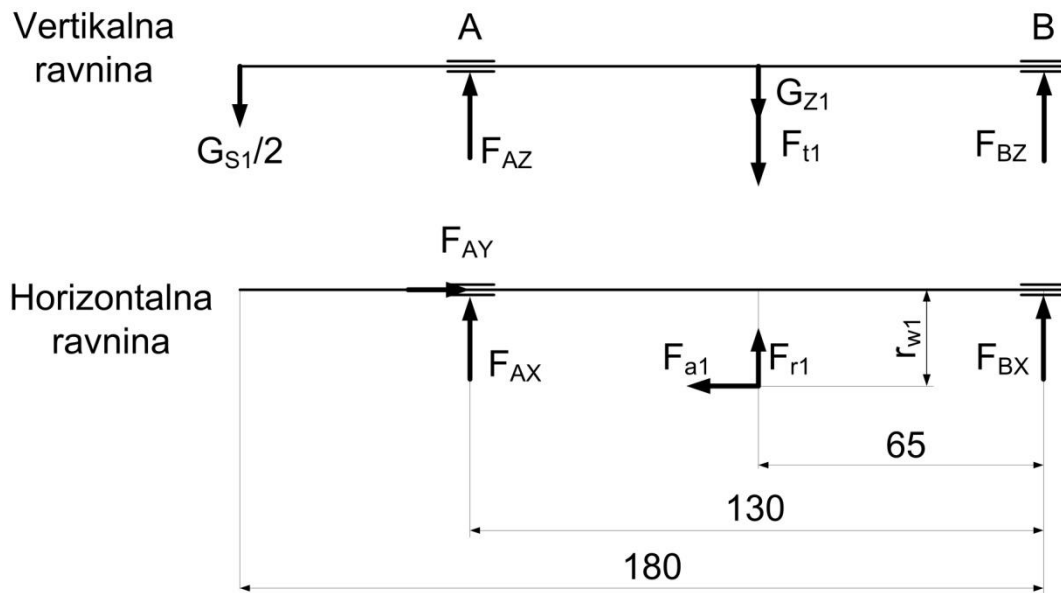 Vertikalna
ravnina
A
B
G_Z1
G_S1/2
F_AZ
F_t1
F_BZ
F_AY
Horizontalna
ravnina
F_AX
F_a1
F_r1
r_w1
F_BX
65
130
180